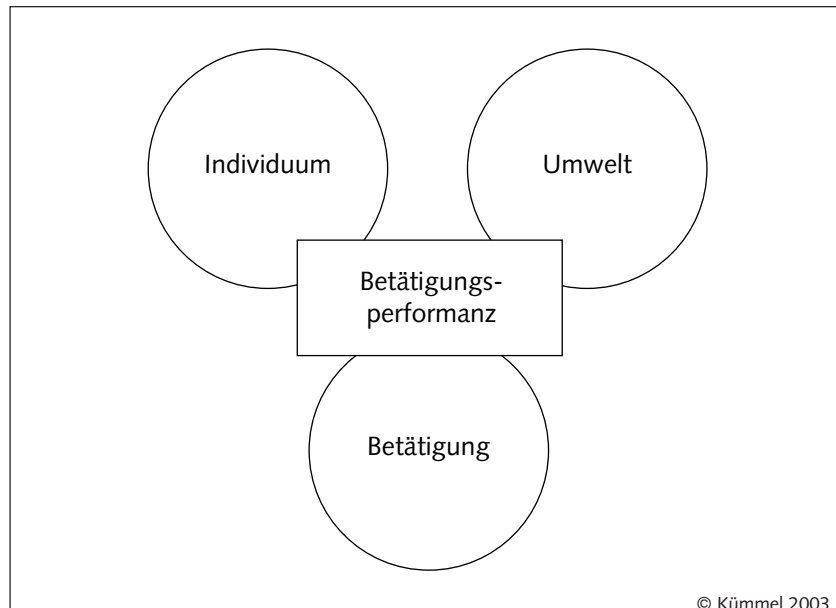 Individuum
Umwelt
Betätigungs-
performanz
Betätigung
© Kümmel 2003